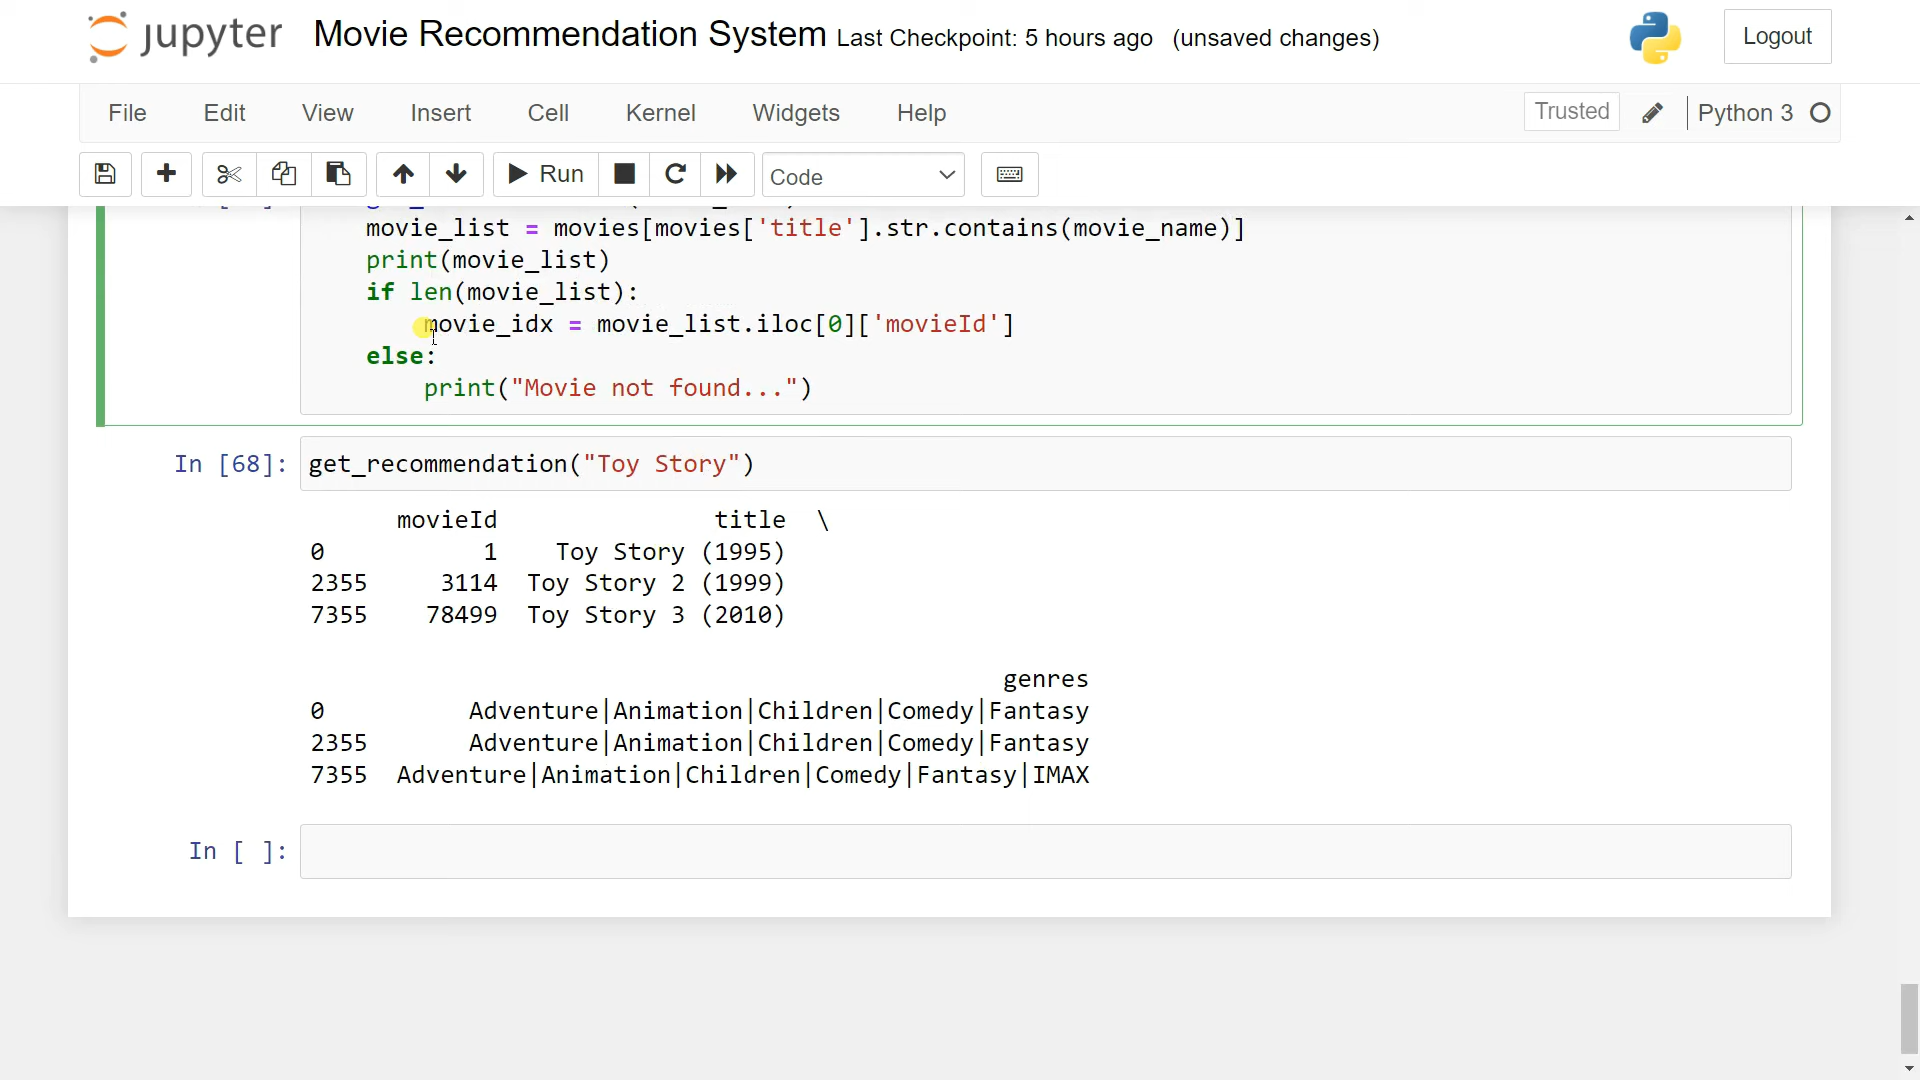 jupyter Movie Recommendation System Last Checkpoint: 5 hours ago (unsaved changes) Logout
File Edit View Insert Cell Kernel Widgets Help Trusted Python 3
Run Code
movie_list = movies[movies['title'].str.contains(movie_name)]
print(movie_list)
if len(movie_list):
movie_idx = movie_list.iloc[0]['movieId']
else:
print("Movie not found...")
In [68]: get_recommendation("Toy Story")
movieId title \
0 1 Toy Story (1995)
2355 3114 Toy Story 2 (1999)
7355 78499 Toy Story 3 (2010)
genres
0 Adventure|Animation|Children|Comedy|Fantasy
2355 Adventure|Animation|Children|Comedy|Fantasy
7355 Adventure|Animation|Children|Comedy|Fantasy|IMAX
In [ ]: